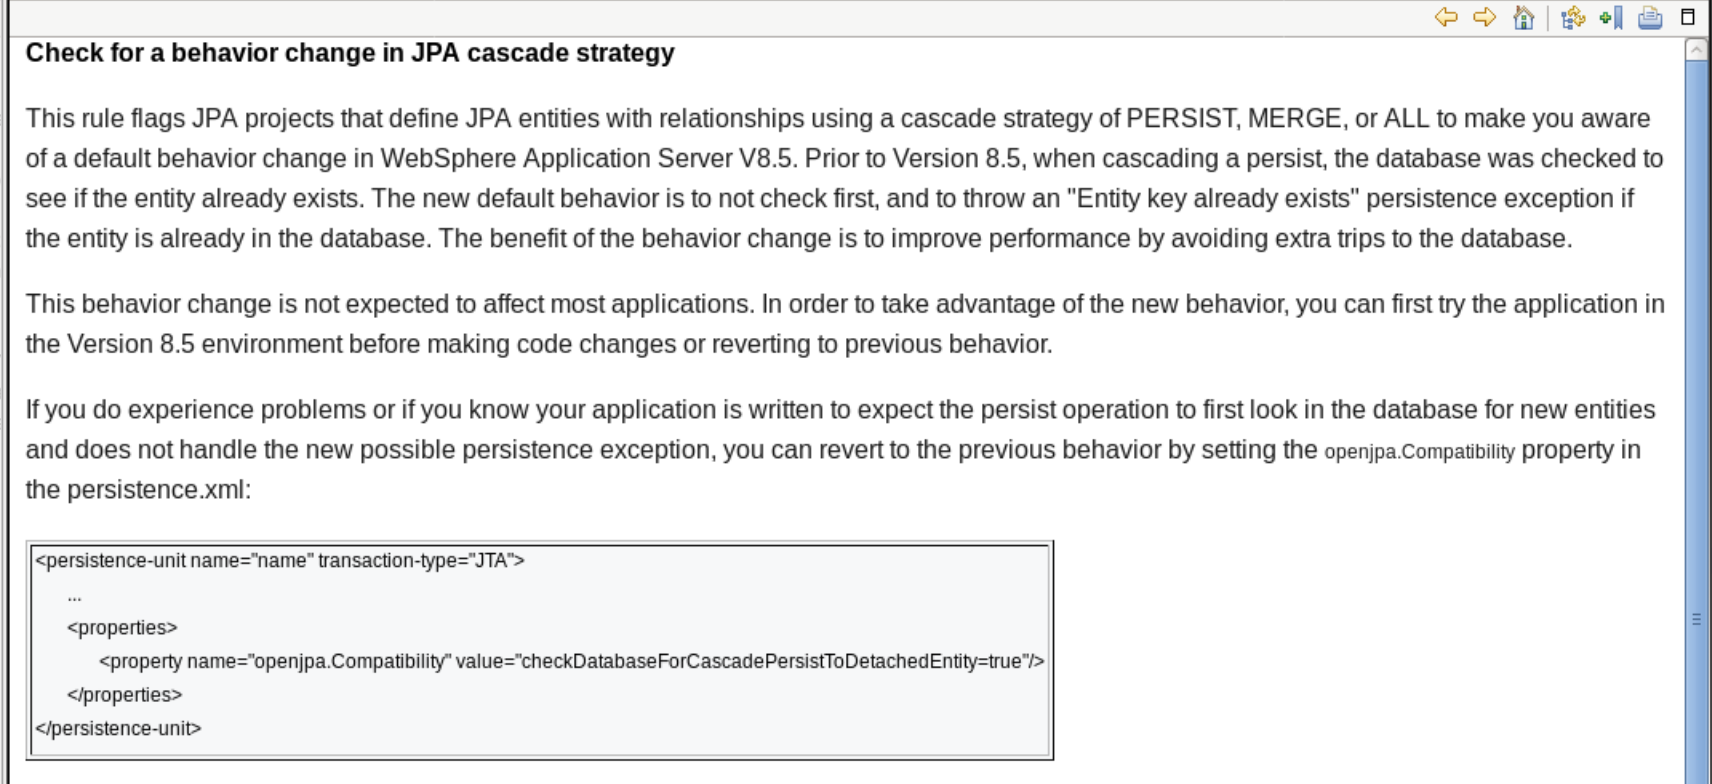 Check for a behavior change in JPA cascade strategy
This rule flags JPA projects that define JPA entities with relationships using a cascade strategy of PERSIST, MERGE, or ALL to make you aware
of a default behavior change in WebSphere Application Server V8.5. Prior to Version 8.5, when cascading a persist, the database was checked to
see if the entity already exists. The new default behavior is to not check first, and to throw an "Entity key already exists" persistence exception if
the entity is already in the database. The benefit of the behavior change is to improve performance by avoiding extra trips to the database.
This behavior change is not expected to affect most applications. In order to take advantage of the new behavior, you can first try the application in
the Version 8.5 environment before making code changes or reverting to previous behavior.
If you do experience problems or if you know your application is written to expect the persist operation to first look in the database for new entities
and does not handle the new possible persistence exception, you can revert to the previous behavior by setting the openjpa.Compatibility property in
the persistence.xml:
<persistence-unit name="name" transaction-type="JTA">
...
<properties>
<property name="openjpa.Compatibility" value="checkDatabaseForCascadePersistToDetachedEntity=true"/>
</properties>
</persistence-unit>